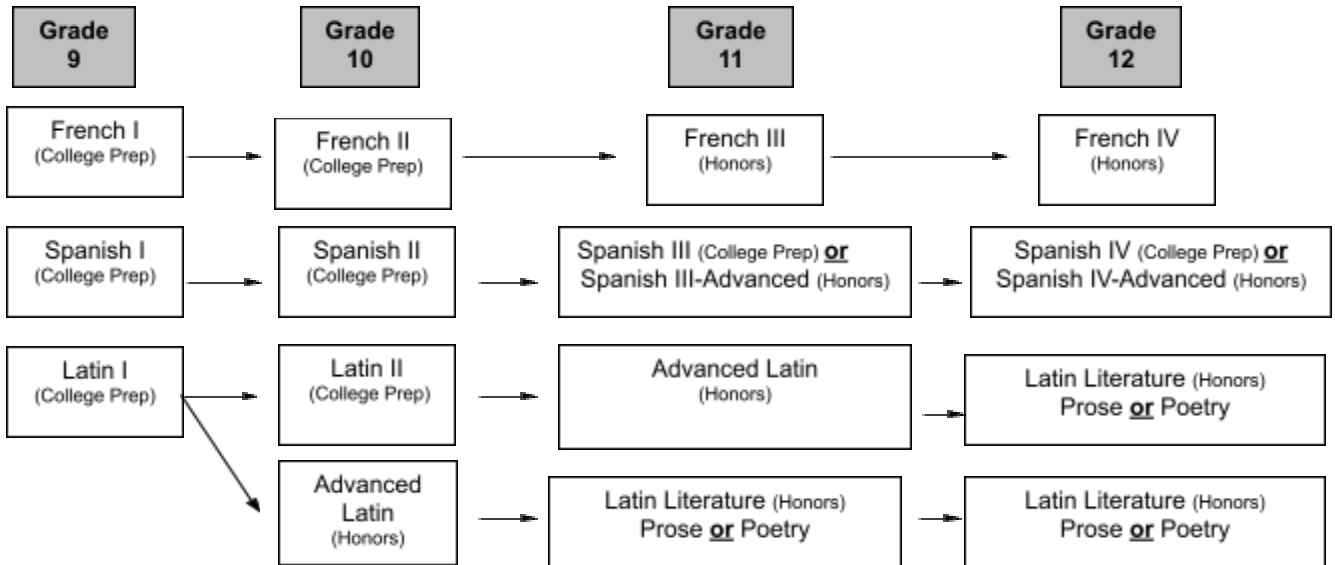 Grade
9
Grade
10
Grade
11
Grade
12
French I
(College Prep)
French II
(College Prep)
French III
(Honors)
French IV
(Honors)
Spanish I
(College Prep)
Spanish II
(College Prep)
Spanish III (College Prep) or
Spanish III-Advanced (Honors)
Spanish IV (College Prep) or
Spanish IV-Advanced (Honors)
Latin I
(College Prep)
Latin II
(College Prep)
Advanced Latin
(Honors)
Latin Literature (Honors)
Prose or Poetry
Advanced
Latin
(Honors)
Latin Literature (Honors)
Prose or Poetry
Latin Literature (Honors)
Prose or Poetry